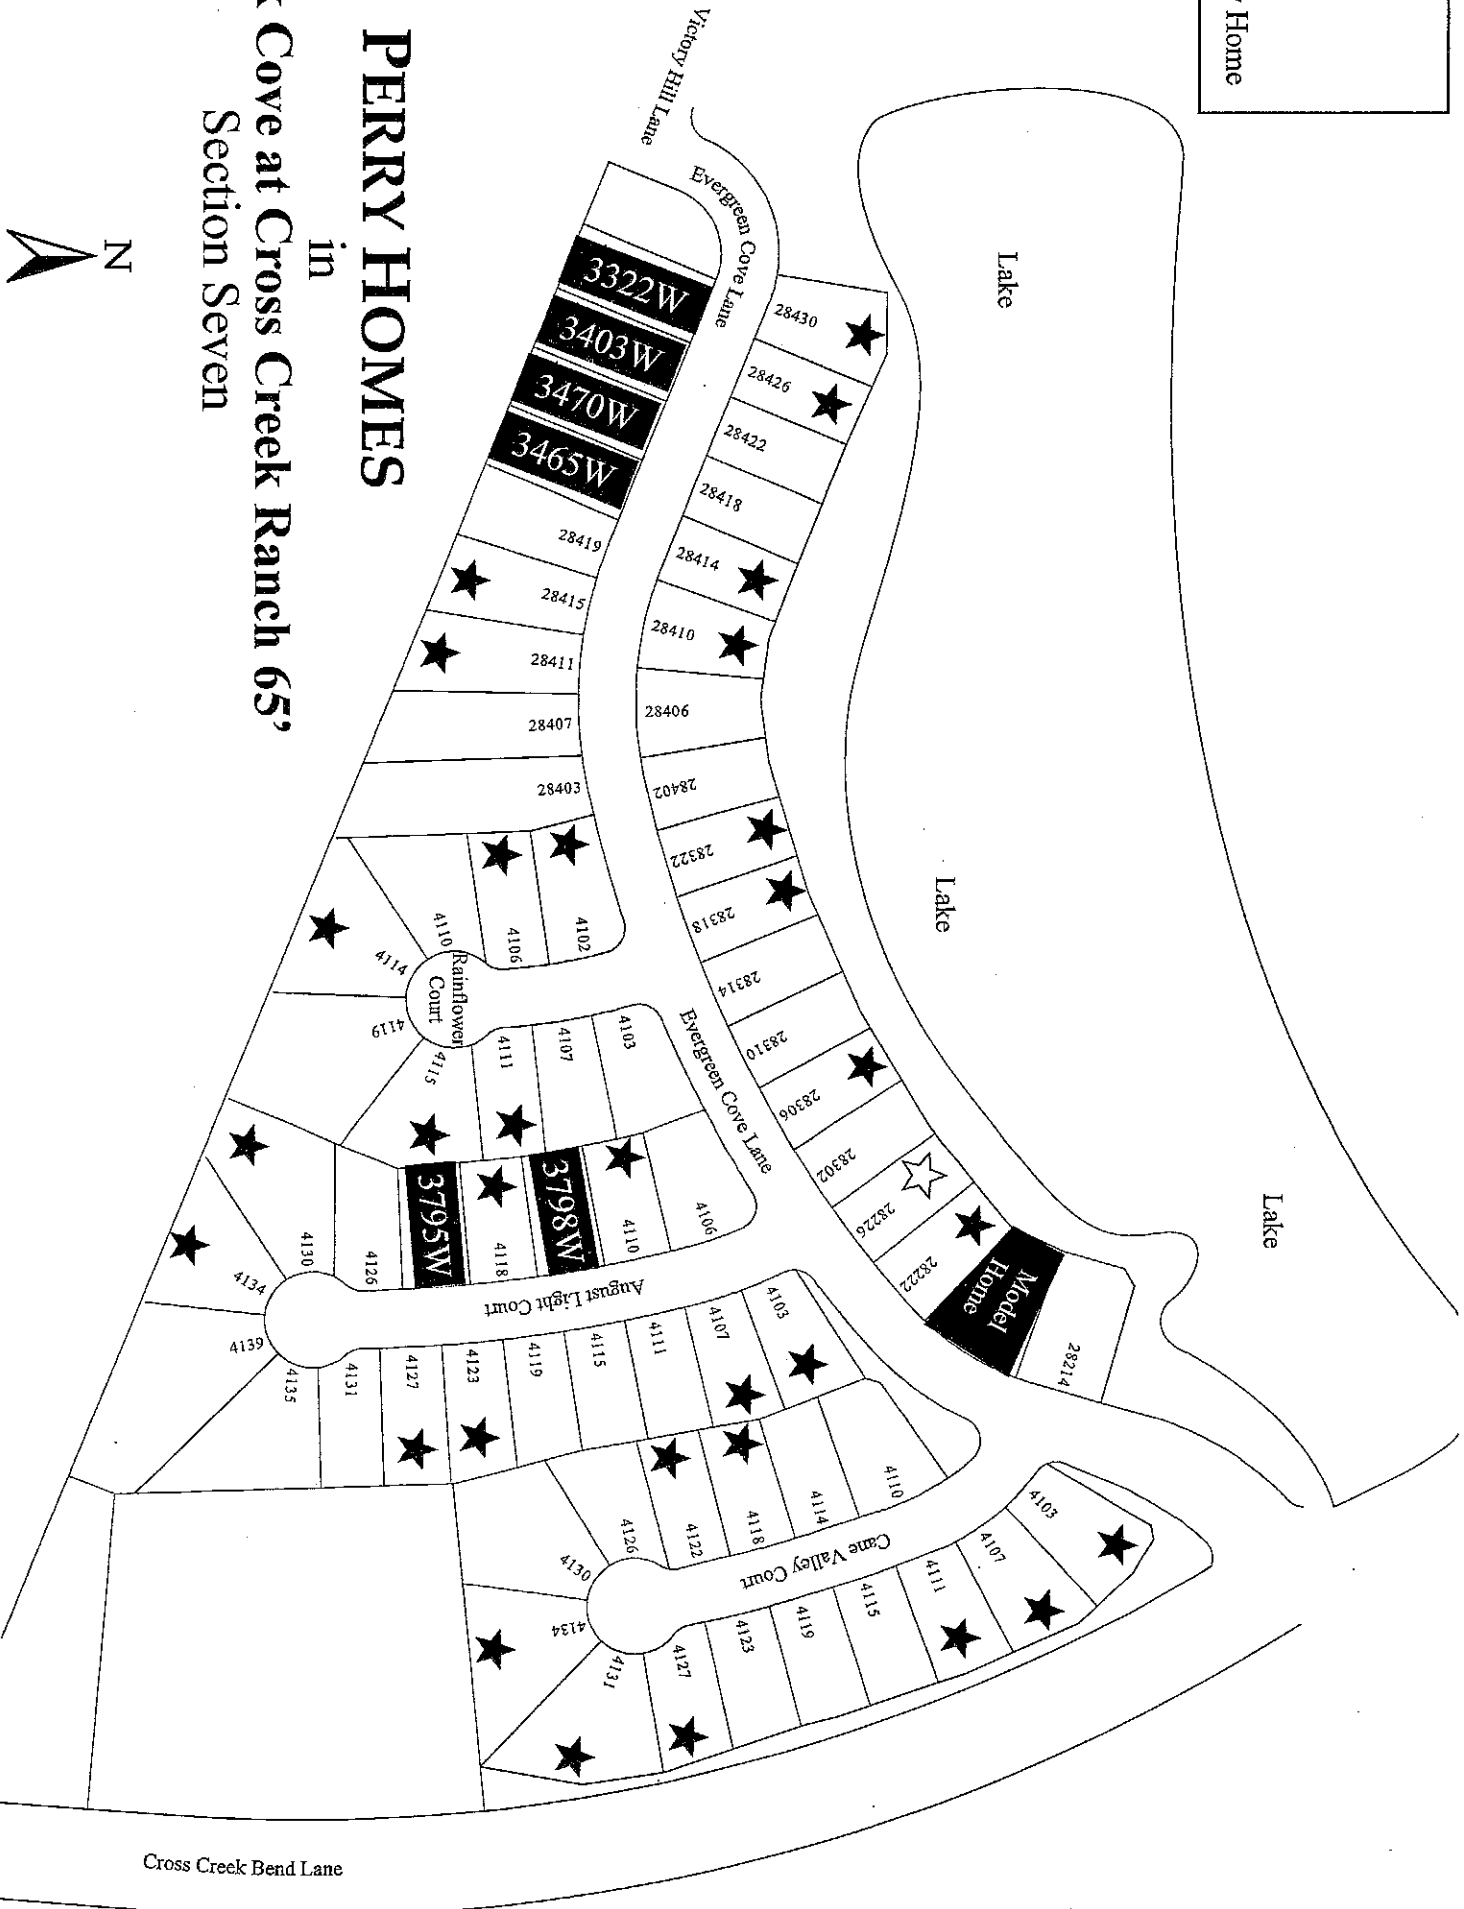 Home
PERRY HOMES
in
Cove at Cross Creek Ranch 65'
Section Seven
N
Victory Hill Lane
Evergreen Cove Lane
Lake
Lake
Lake
3322W
3403W
3470W
3465W
28419
28415
28411
28407
28403
28430
28426
28422
28418
28414
28410
28406
28402
28322
28318
28314
28310
28306
28302
28226
28222
Model
Home
28214
Evergreen Cove Lane
4102
4106
4110
4114
4119
4115
4111
4107
4103
Rainflower
Court
4106
4110
3798W
4118
3795W
4126
4130
4134
4139
4135
4131
4127
4123
4119
4115
4111
4107
4103
August Light Court
4110
4114
4118
4122
4126
4130
4134
4131
4127
4123
4119
4115
4111
4107
4103
Cane Valley Court
Cross Creek Bend Lane